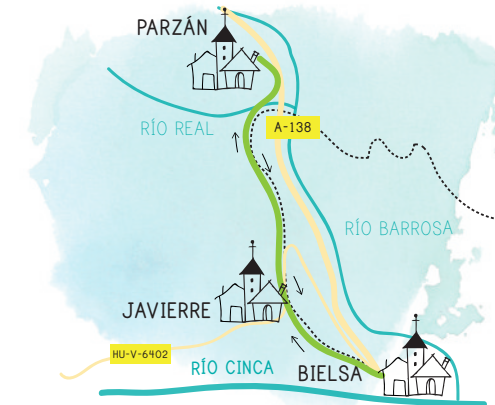 PARZÁN
RÍO REAL
A-138
RÍO BARROSA
JAVIERRE
HU-V-6402
RÍO CINCA
BIELSA